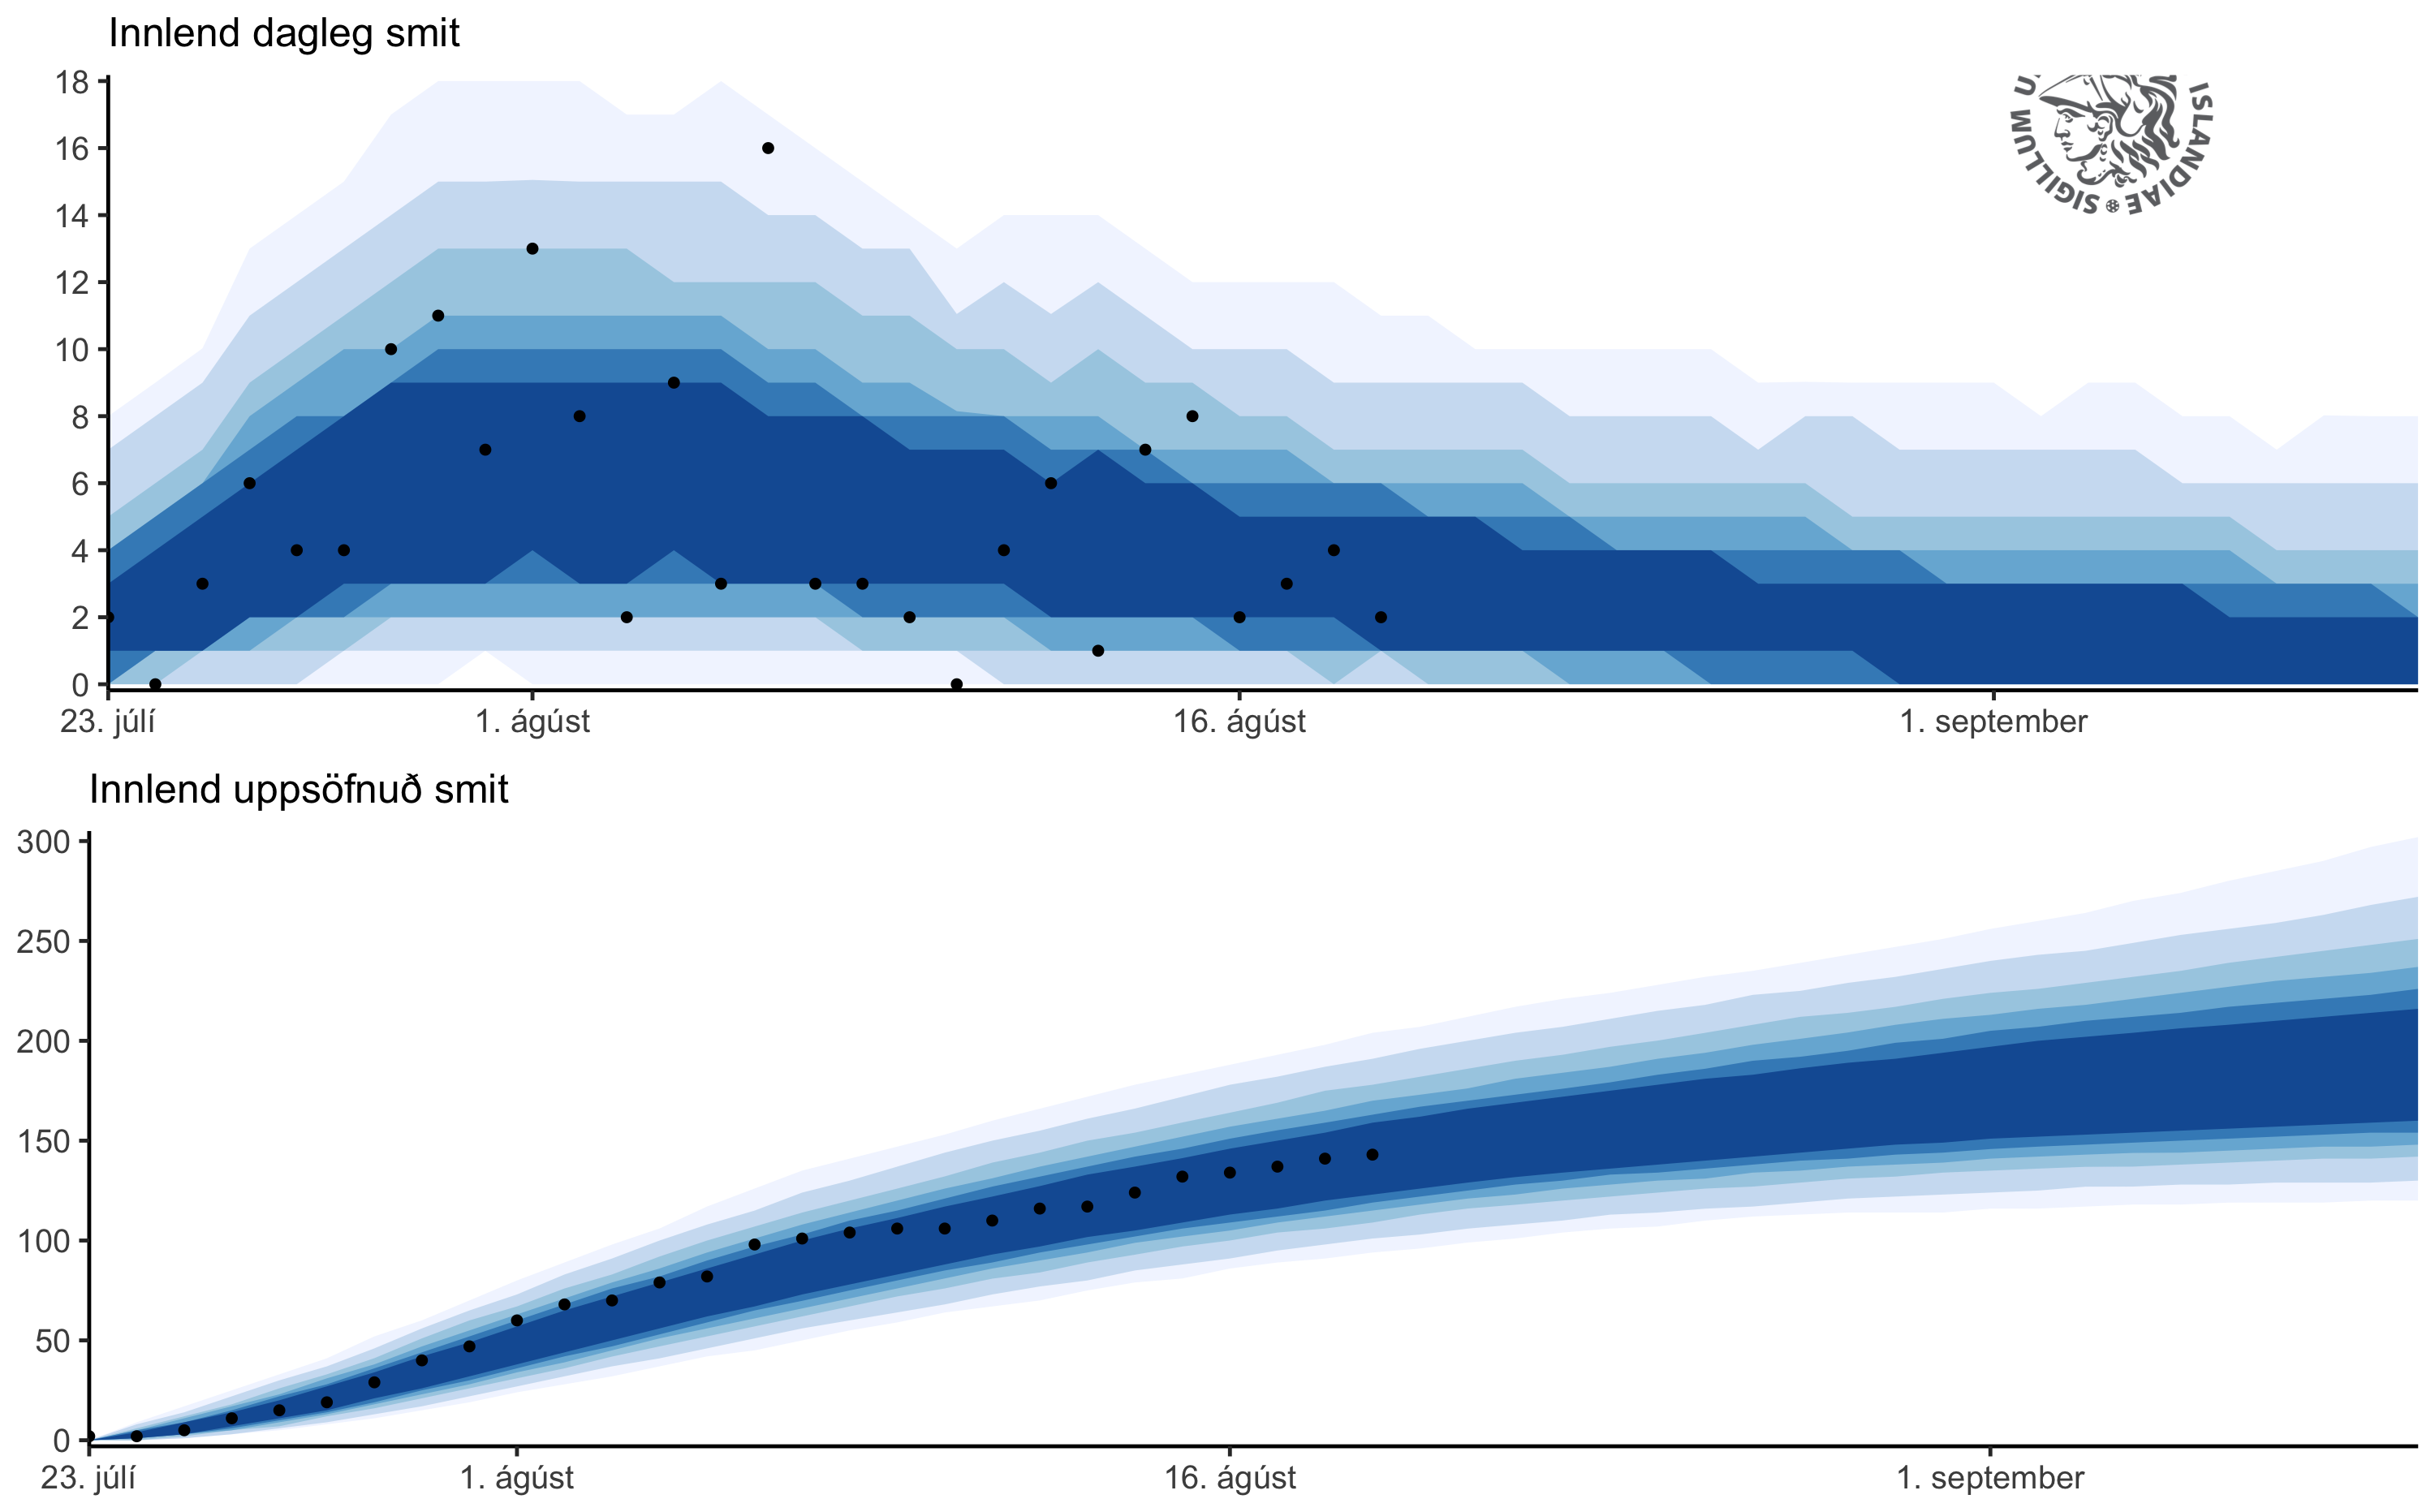 Innlend dagleg smit
18
16
14
12
10
8
6
4
2
0
23. júlí
1. ágúst
16. ágúst
1. september
U
SIGILLUM
ISLANDIAE
Innlend uppsöfnuð smit
300
250
200
150
100
50
0
23. júlí
1. ágúst
16. ágúst
1. september